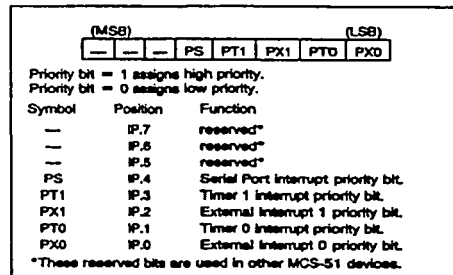 (MSB) (LSB)
— — — PS PT1 PX1 PT0 PX0
Priority bit = 1 assigns high priority.
Priority bit = 0 assigns low priority.
Symbol Position Function
— IP.7 reserved*
— IP.6 reserved*
— IP.5 reserved*
PS IP.4 Serial Port interrupt priority bit.
PT1 IP.3 Timer 1 interrupt priority bit.
PX1 IP.2 External Interrupt 1 priority bit.
PT0 IP.1 Timer 0 interrupt priority bit.
PX0 IP.0 External Interrupt 0 priority bit.
*These reserved bits are used in other MCS-51 devices.